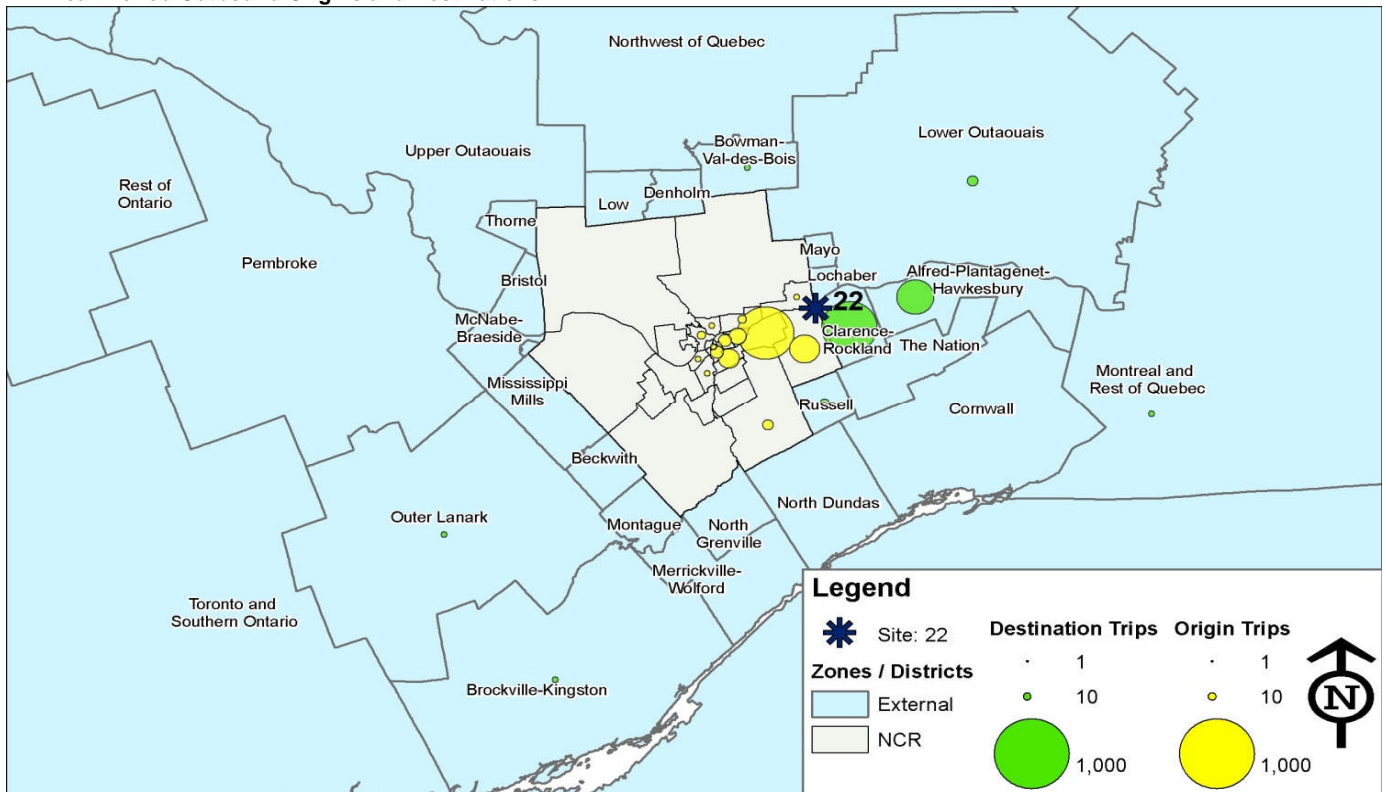 Northwest of Quebec
Lower Outaouais
Bowman-
Val-des-Bois
Upper Outaouais
Rest of
Ontario
Denholm
Low
Thorne
Mayo
Pembroke
Lochaber
Alfred-Plantagenet-
Hawkesbury
Bristol
22
McNabe-
Braeside
Clarence-
Rockland
The Nation
Montreal and
Rest of Quebec
Mississippi
Mills
Russell
Cornwall
Beckwith
North Dundas
Outer Lanark
Montague
North
Grenville
Merrickville-
Wolford
Toronto and
Southern Ontario
Brockville-Kingston
Legend
Site: 22
Zones / Districts
External
NCR
Destination Trips
1
10
1,000
Origin Trips
1
10
1,000
N